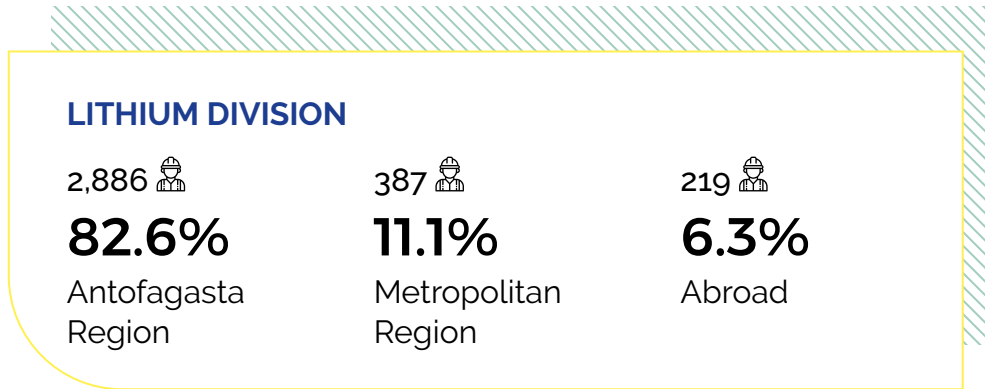 LITHIUM DIVISION
2,886
82.6%
Antofagasta
Region
387
11.1%
Metropolitan
Region
219
6.3%
Abroad